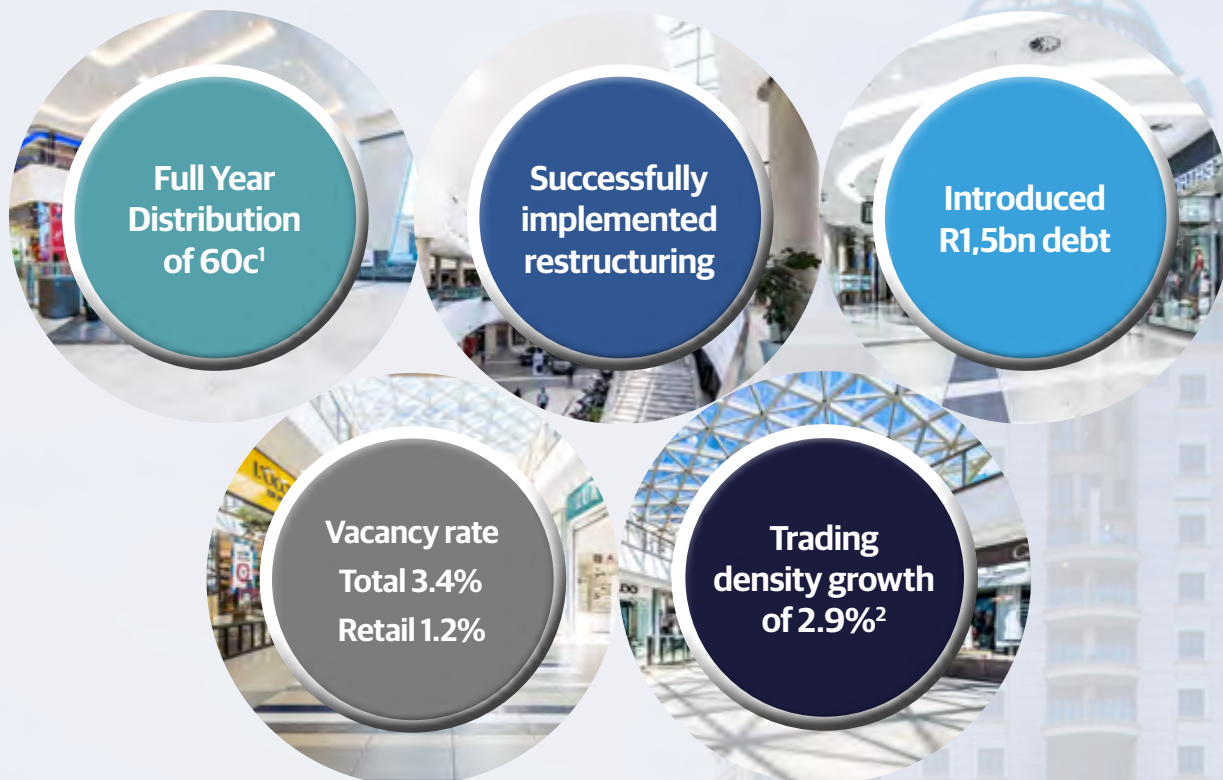 Full Year
Distribution
of 60c¹
Successfully
implemented
restructuring
Introduced
R1,5bn debt
Vacancy rate
Total 3.4%
Retail 1.2%
Trading
density growth
of 2.9%²